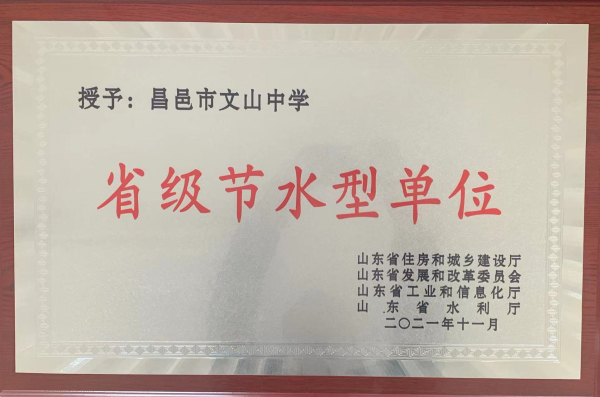 授予：昌邑市文山中学
省级节水型单位
山东省住房和城乡建设厅
山东省发展和改革委员会
山东省工业和信息化厅
山东省水利厅
二〇二一年十一月